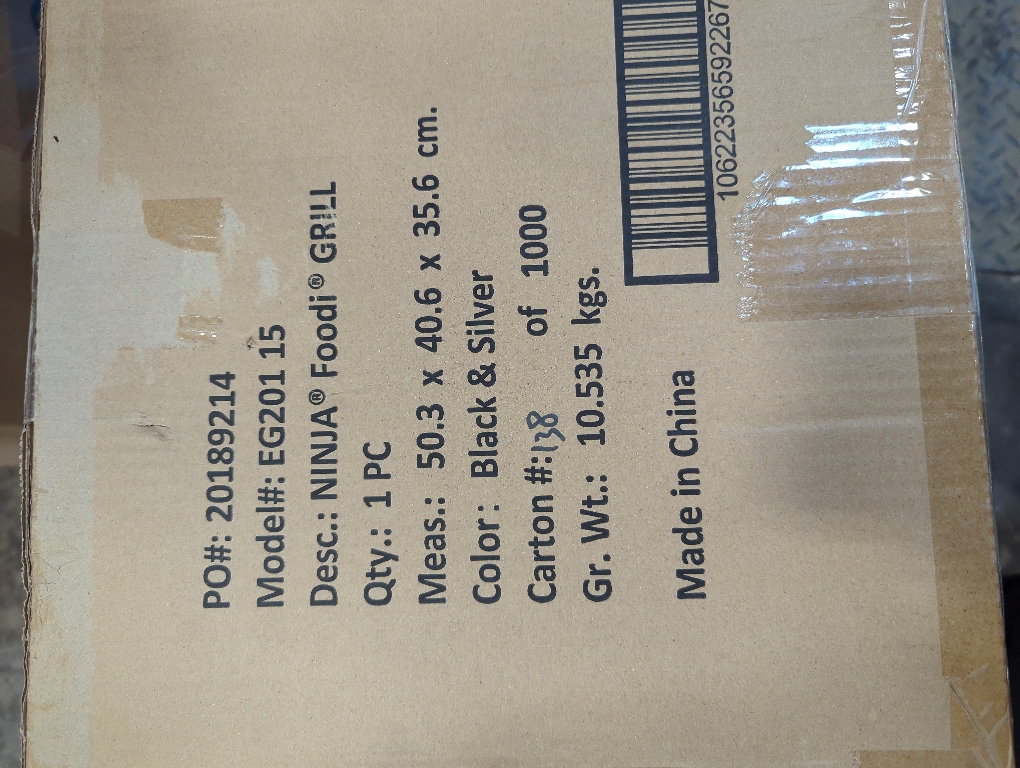 PO#: 20189214
Model#: EG201 15
Desc.: NINJA® Foodi® GRILL
Qty.: 1 PC
Meas.: 50.3 x 40.6 x 35.6 cm.
Color: Black & Silver
Carton #: 138 of 1000
Gr. Wt.: 10.535 kgs.
Made in China
10622356592267